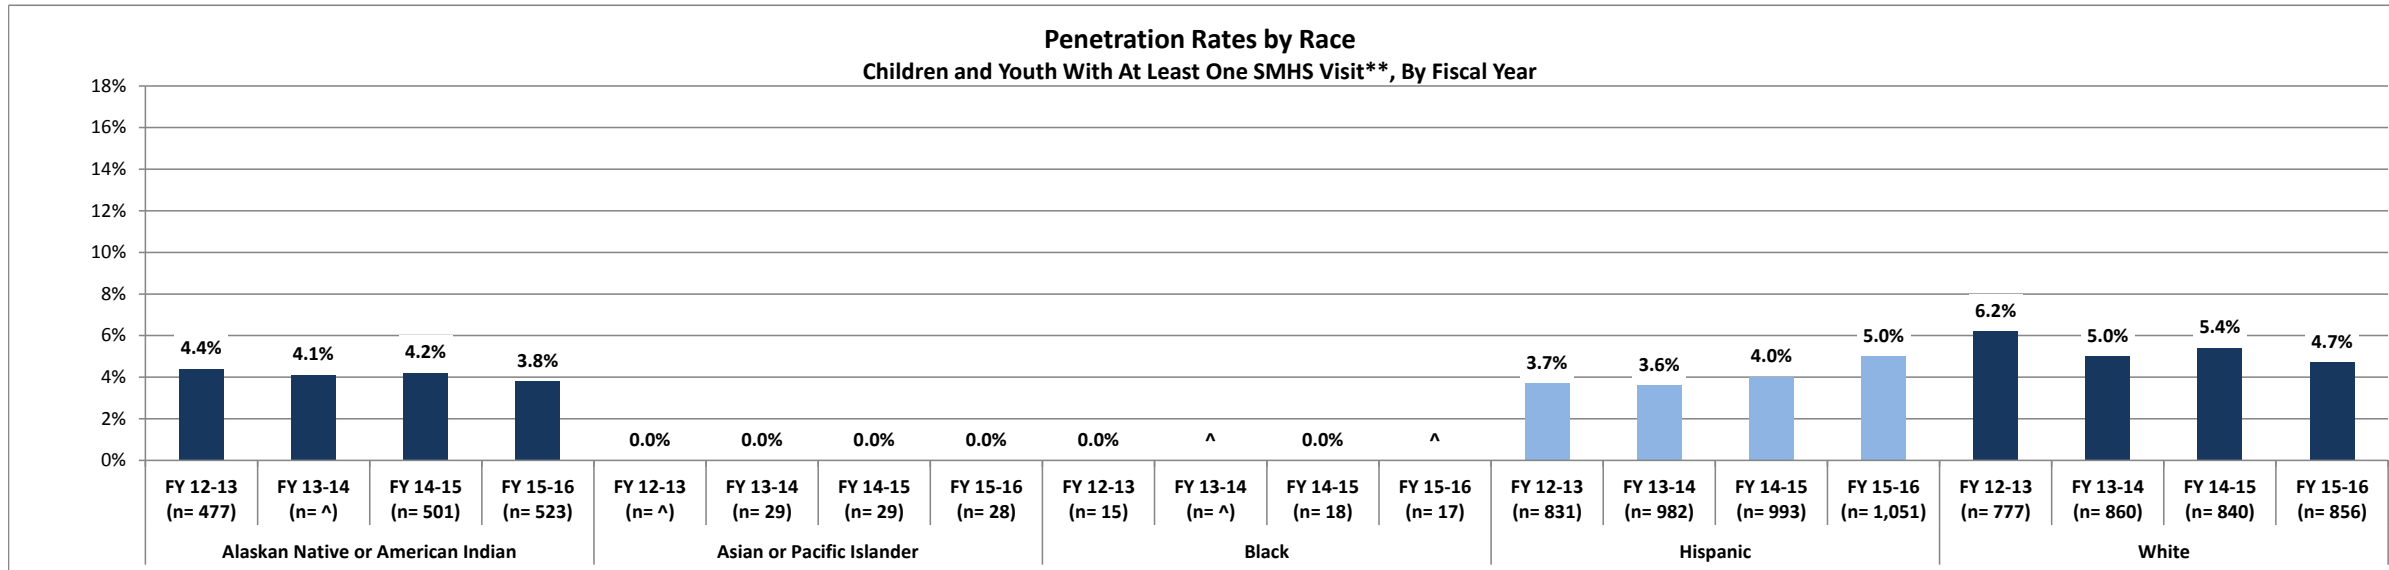 Penetration Rates by Race
Children and Youth With At Least One SMHS Visit**, By Fiscal Year
18%
16%
14%
12%
10%
8%
6%
4%
2%
0%
4.4% 4.1% 4.2% 3.8% 0.0% 0.0% 0.0% 0.0% 0.0% ^ 0.0% ^ 3.7% 3.6% 4.0% 5.0% 6.2% 5.0% 5.4% 4.7%
FY 12-13 FY 13-14 FY 14-15 FY 15-16 FY 12-13 FY 13-14 FY 14-15 FY 15-16 FY 12-13 FY 13-14 FY 14-15 FY 15-16 FY 12-13 FY 13-14 FY 14-15 FY 15-16 FY 12-13 FY 13-14 FY 14-15 FY 15-16
(n= 477) (n= ^) (n= 501) (n= 523) (n= ^) (n= 29) (n= 29) (n= 28) (n= 15) (n= ^) (n= 18) (n= 17) (n= 831) (n= 982) (n= 993) (n= 1,051) (n= 777) (n= 860) (n= 840) (n= 856)
Alaskan Native or American Indian Asian or Pacific Islander Black Hispanic White